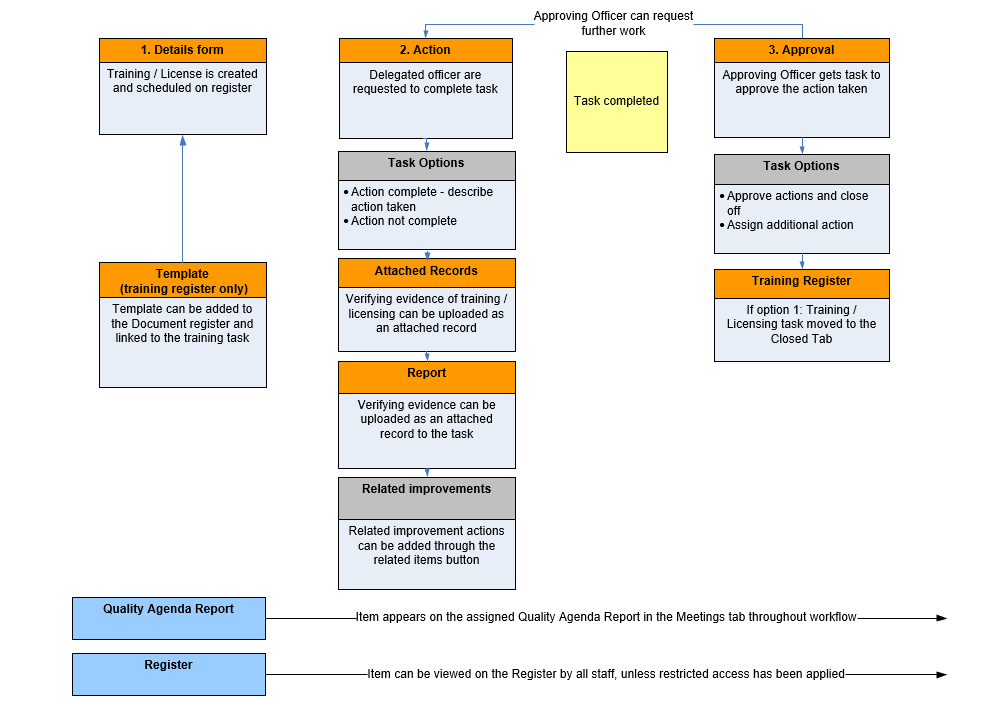 Approving Officer can request
further work
1. Details form
Training / License is created
and scheduled on register
2. Action
Delegated officer are
requested to complete task
Task completed
3. Approval
Approving Officer gets task to
approve the action taken
Task Options
• Action complete - describe
action taken
• Action not complete
Task Options
• Approve actions and close
off
• Assign additional action
Template
(training register only)
Template can be added to
the Document register and
linked to the training task
Attached Records
Verifying evidence of training /
licensing can be uploaded as
an attached record
Training Register
If option 1: Training /
Licensing task moved to the
Closed Tab
Report
Verifying evidence can be
uploaded as an attached
record to the task
Related improvements
Related improvement actions
can be added through the
related items button
Quality Agenda Report
Item appears on the assigned Quality Agenda Report in the Meetings tab throughout workflow
Register
Item can be viewed on the Register by all staff, unless restricted access has been applied